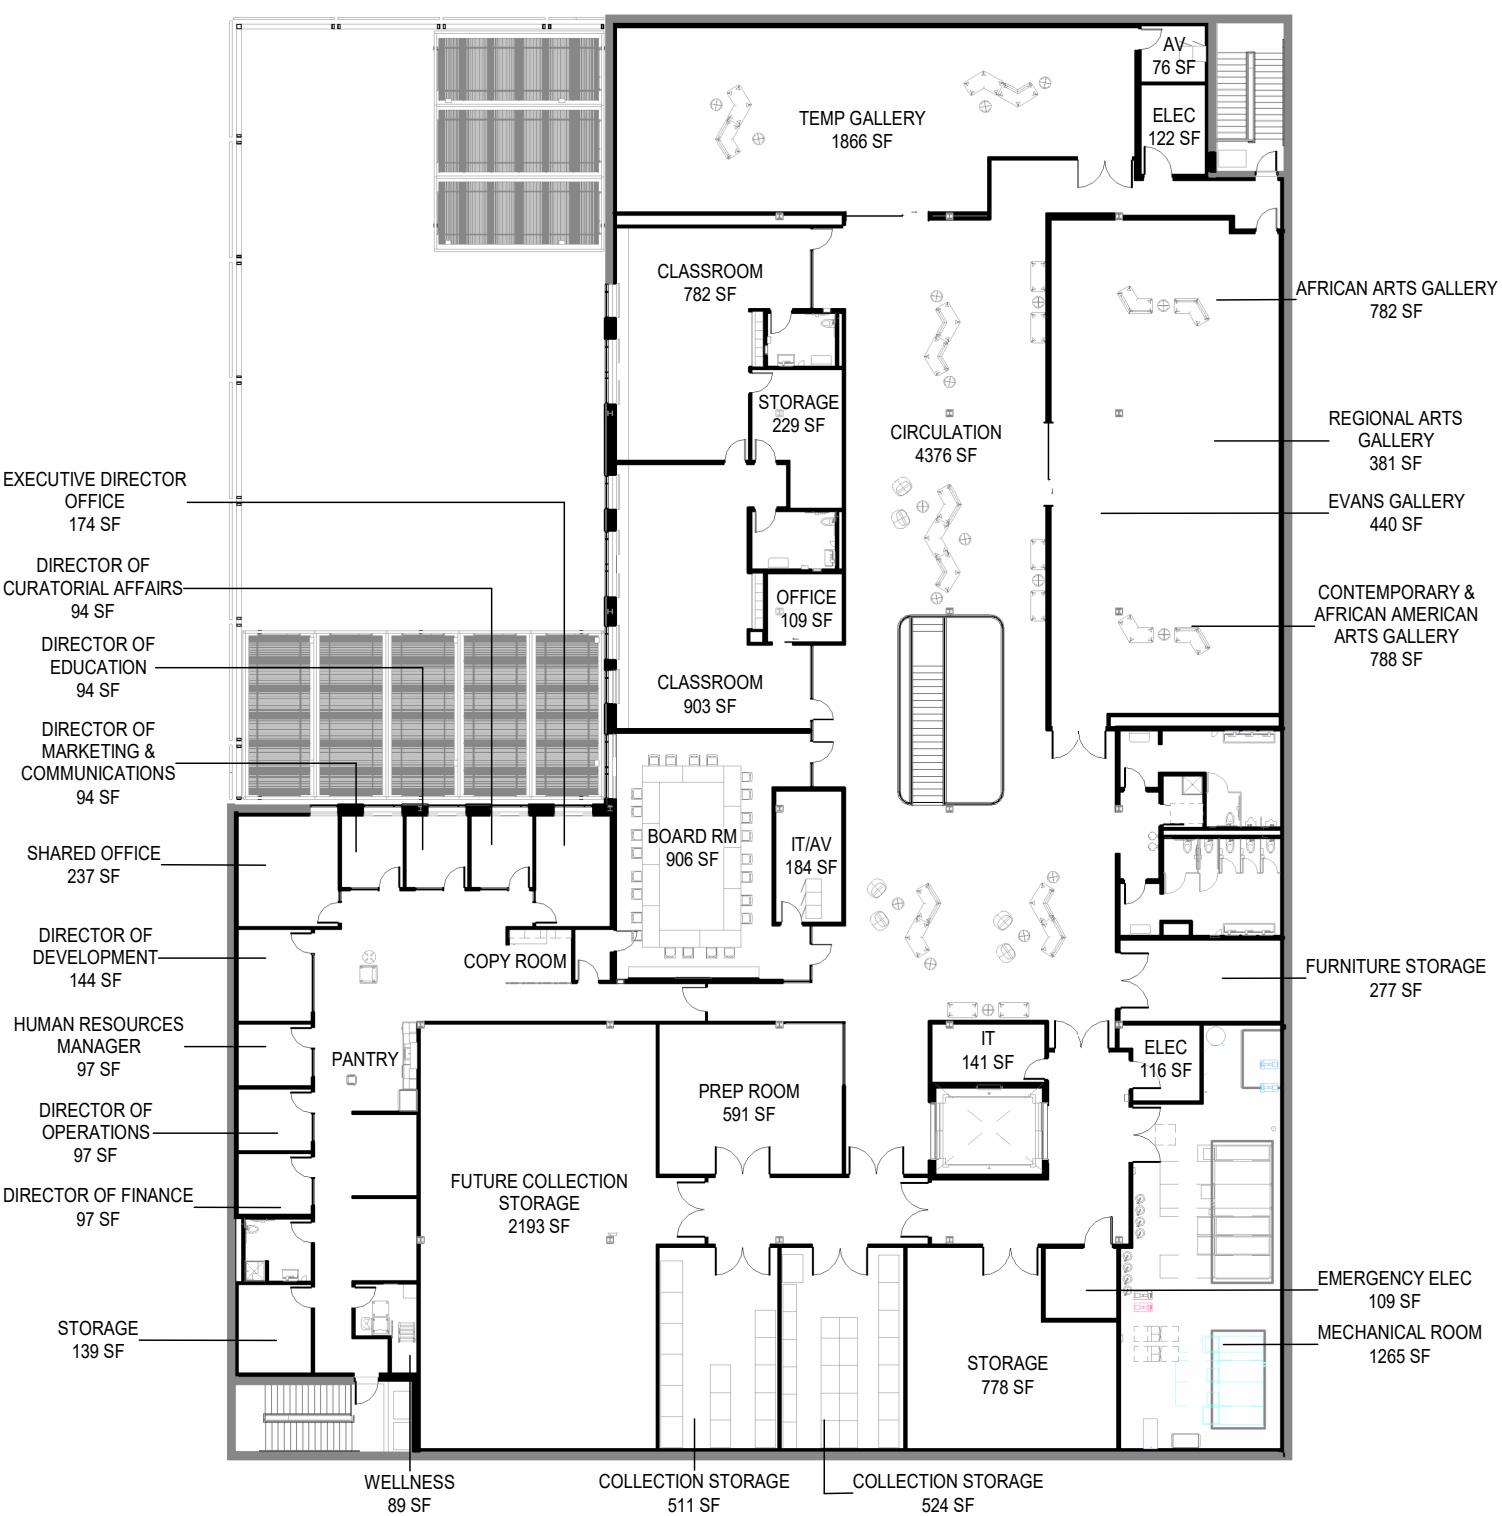 AV
76 SF
TEMP GALLERY
1866 SF
ELEC
122 SF
CLASSROOM
782 SF
AFRICAN ARTS GALLERY
782 SF
STORAGE
229 SF
CIRCULATION
4376 SF
REGIONAL ARTS
GALLERY
381 SF
EXECUTIVE DIRECTOR
OFFICE
174 SF
EVANS GALLERY
440 SF
DIRECTOR OF
CURATORIAL AFFAIRS
94 SF
OFFICE
109 SF
CONTEMPORARY &
AFRICAN AMERICAN
ARTS GALLERY
788 SF
DIRECTOR OF
EDUCATION
94 SF
CLASSROOM
903 SF
DIRECTOR OF
MARKETING &
COMMUNICATIONS
94 SF
BOARD RM
906 SF
IT/AV
184 SF
SHARED OFFICE
237 SF
DIRECTOR OF
DEVELOPMENT
144 SF
COPY ROOM
FURNITURE STORAGE
277 SF
HUMAN RESOURCES
MANAGER
97 SF
PANTRY
IT
141 SF
ELEC
116 SF
PREP ROOM
591 SF
DIRECTOR OF
OPERATIONS
97 SF
FUTURE COLLECTION
STORAGE
2193 SF
DIRECTOR OF FINANCE
97 SF
EMERGENCY ELEC
109 SF
STORAGE
139 SF
MECHANICAL ROOM
1265 SF
STORAGE
778 SF
WELLNESS
89 SF
COLLECTION STORAGE
511 SF
COLLECTION STORAGE
524 SF